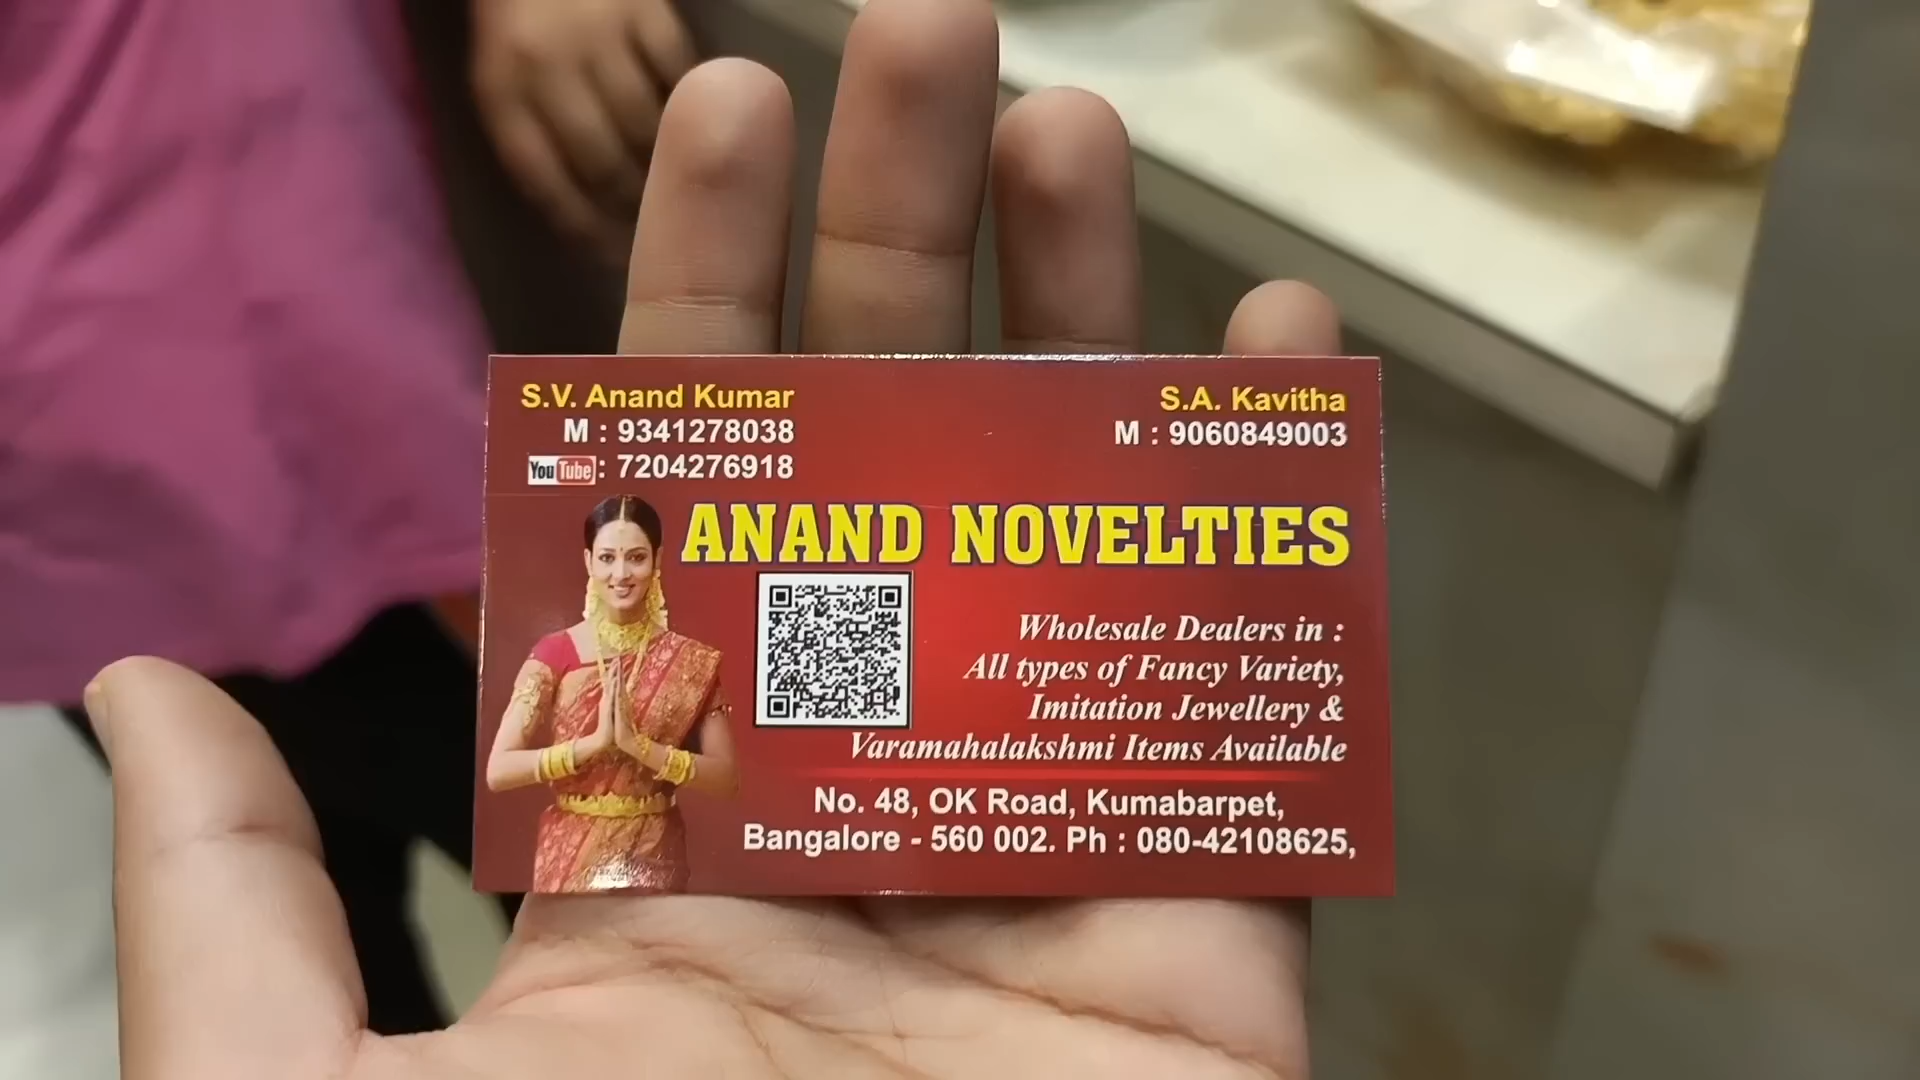 S.V. Anand Kumar
M : 9341278038
YouTube : 7204276918
S.A. Kavitha
M : 9060849003
ANAND NOVELTIES
Wholesale Dealers in :
All types of Fancy Variety,
Imitation Jewellery &
Varamahalakshmi Items Available
No. 48, OK Road, Kumabarpet,
Bangalore - 560 002. Ph : 080-42108625,